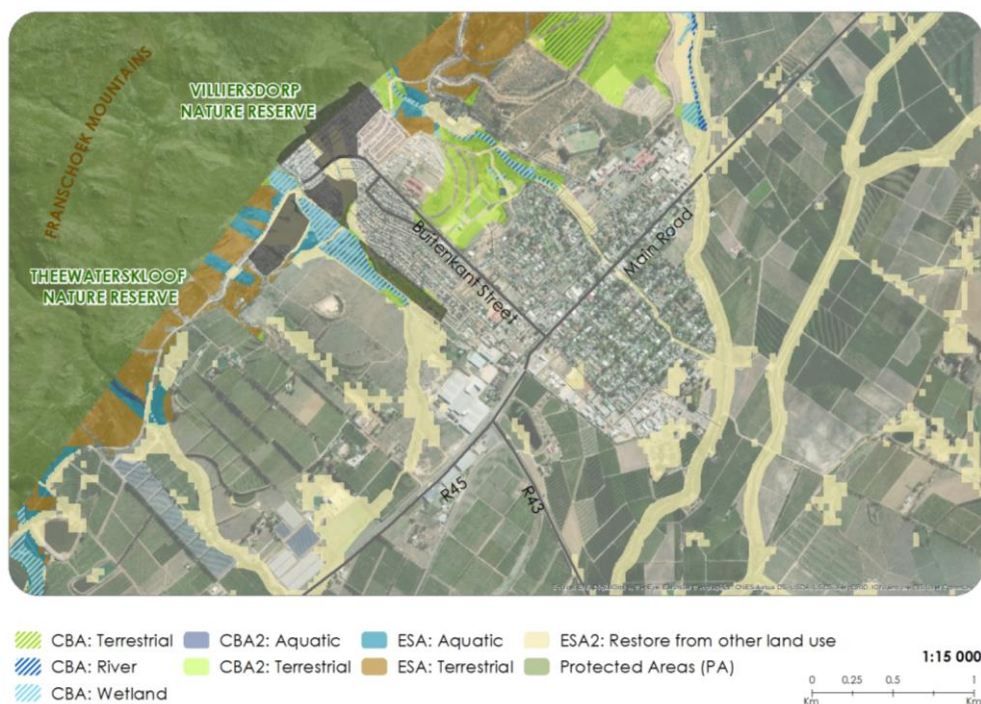 VILLIERSDORP
NATURE RESERVE
FRANSCHOEK MOUNTAINS
THEEWATERSKLOOF
NATURE RESERVE
Buitenkant Street
Main Road
R45
R43
CBA: Terrestrial
CBA: River
CBA: Wetland
CBA2: Aquatic
CBA2: Terrestrial
ESA: Aquatic
ESA: Terrestrial
ESA2: Restore from other land use
Protected Areas (PA)
1:15 000
0 0.25 0.5 1
Km Km